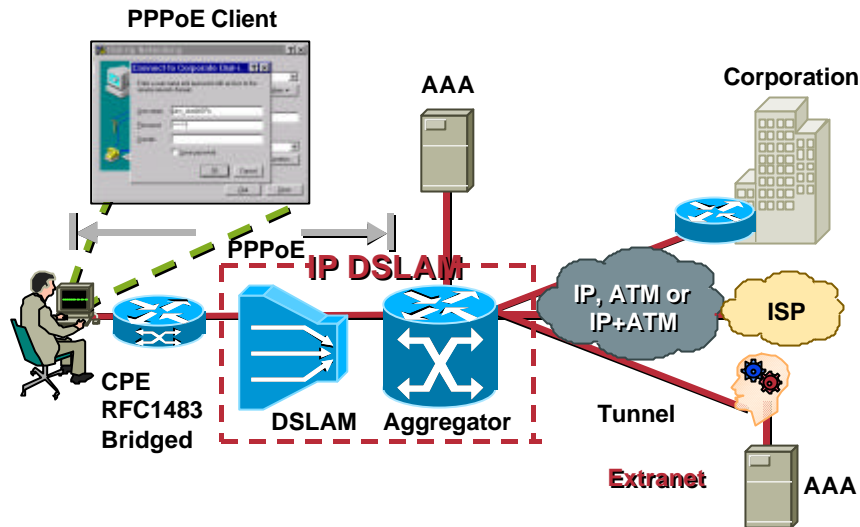 PPPoE Client
AAA
Corporation
PPPoE
IP DSLAM
IP, ATM or
IP+ATM
ISP
CPE
RFC1483
Bridged
DSLAM
Aggregator
Tunnel
Extranet
AAA